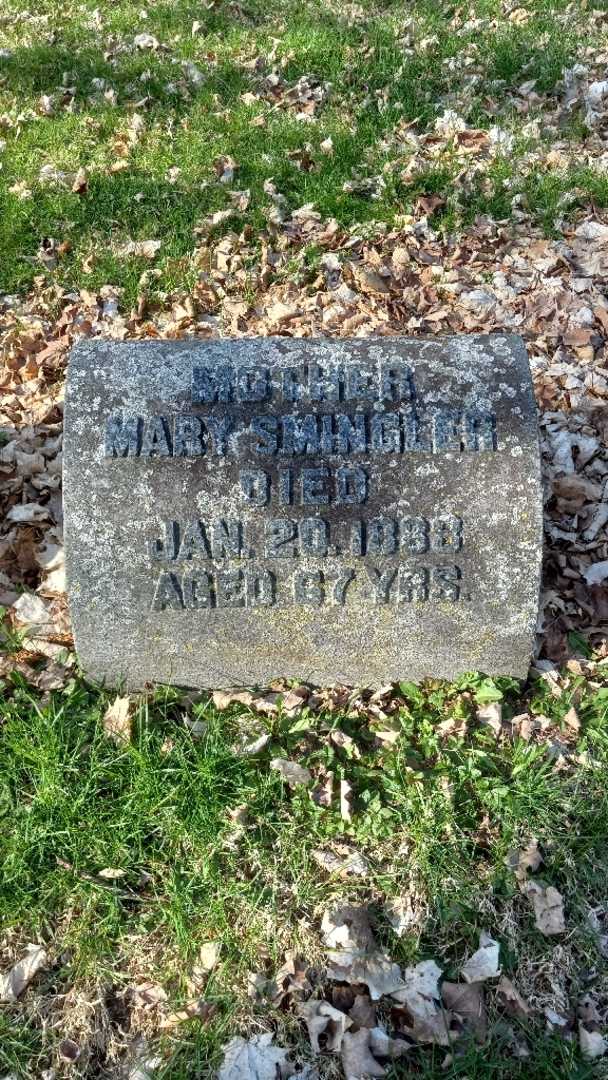 MOTHER
MARY SMINGLER
DIED
JAN. 20. 1888
AGED 67 YRS.